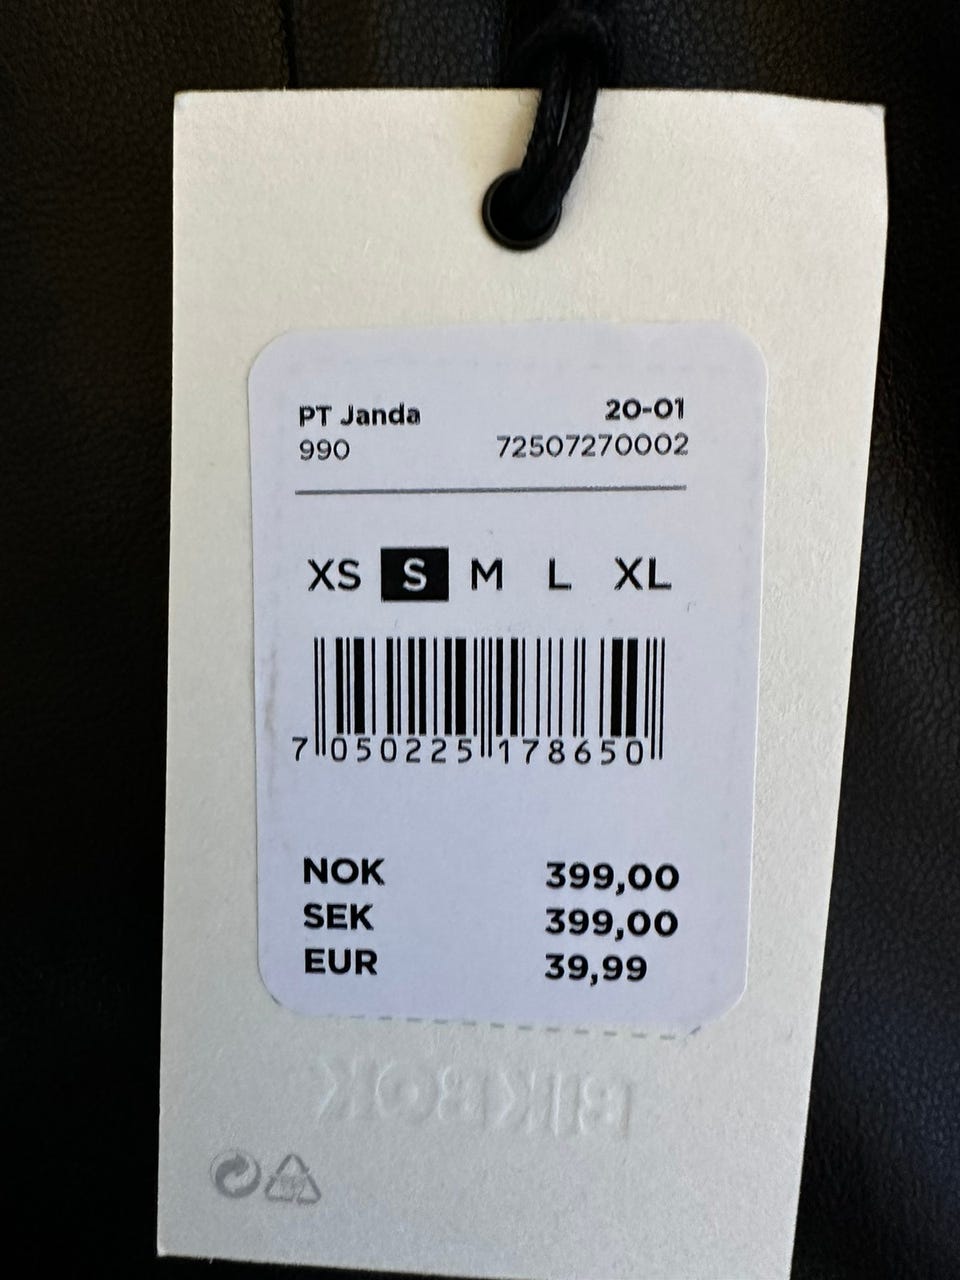 PT Janda 20-01
990 72507270002
XS S M L XL
7 050225 178650
NOK 399,00
SEK 399,00
EUR 39,99
BIKBOK